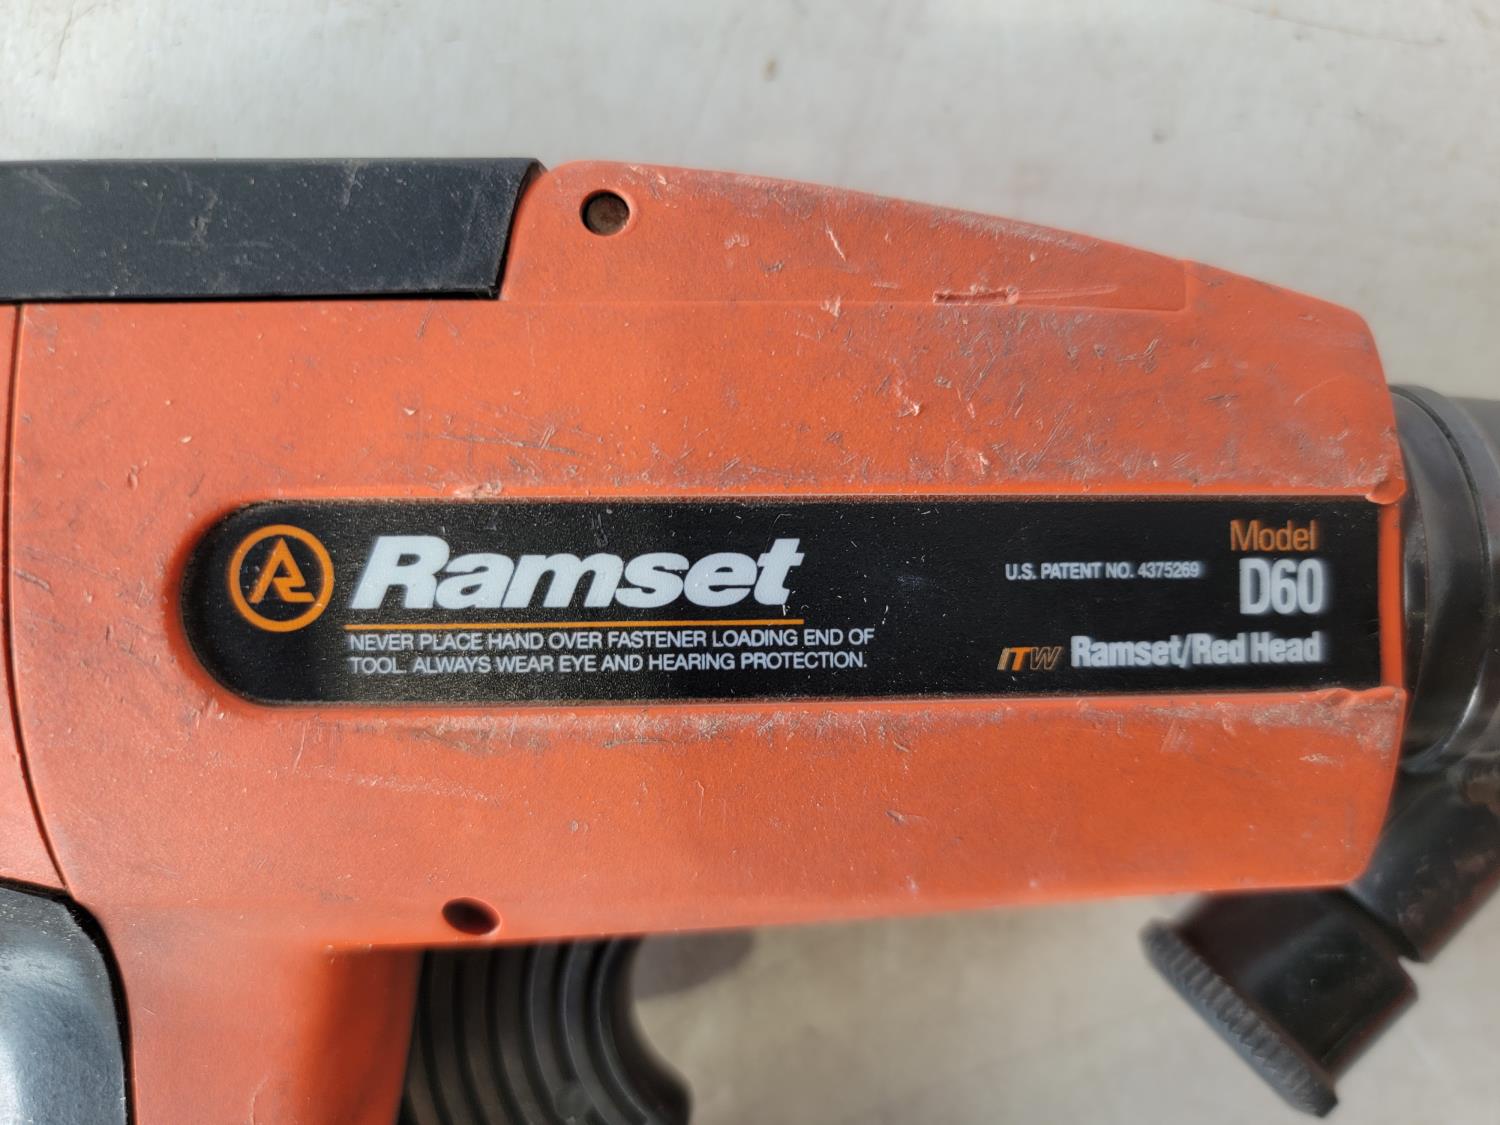 Ramset
NEVER PLACE HAND OVER FASTENER LOADING END OF
TOOL. ALWAYS WEAR EYE AND HEARING PROTECTION.
U.S. PATENT NO. 4375269
Model
D60
ITW Ramset/Red Head